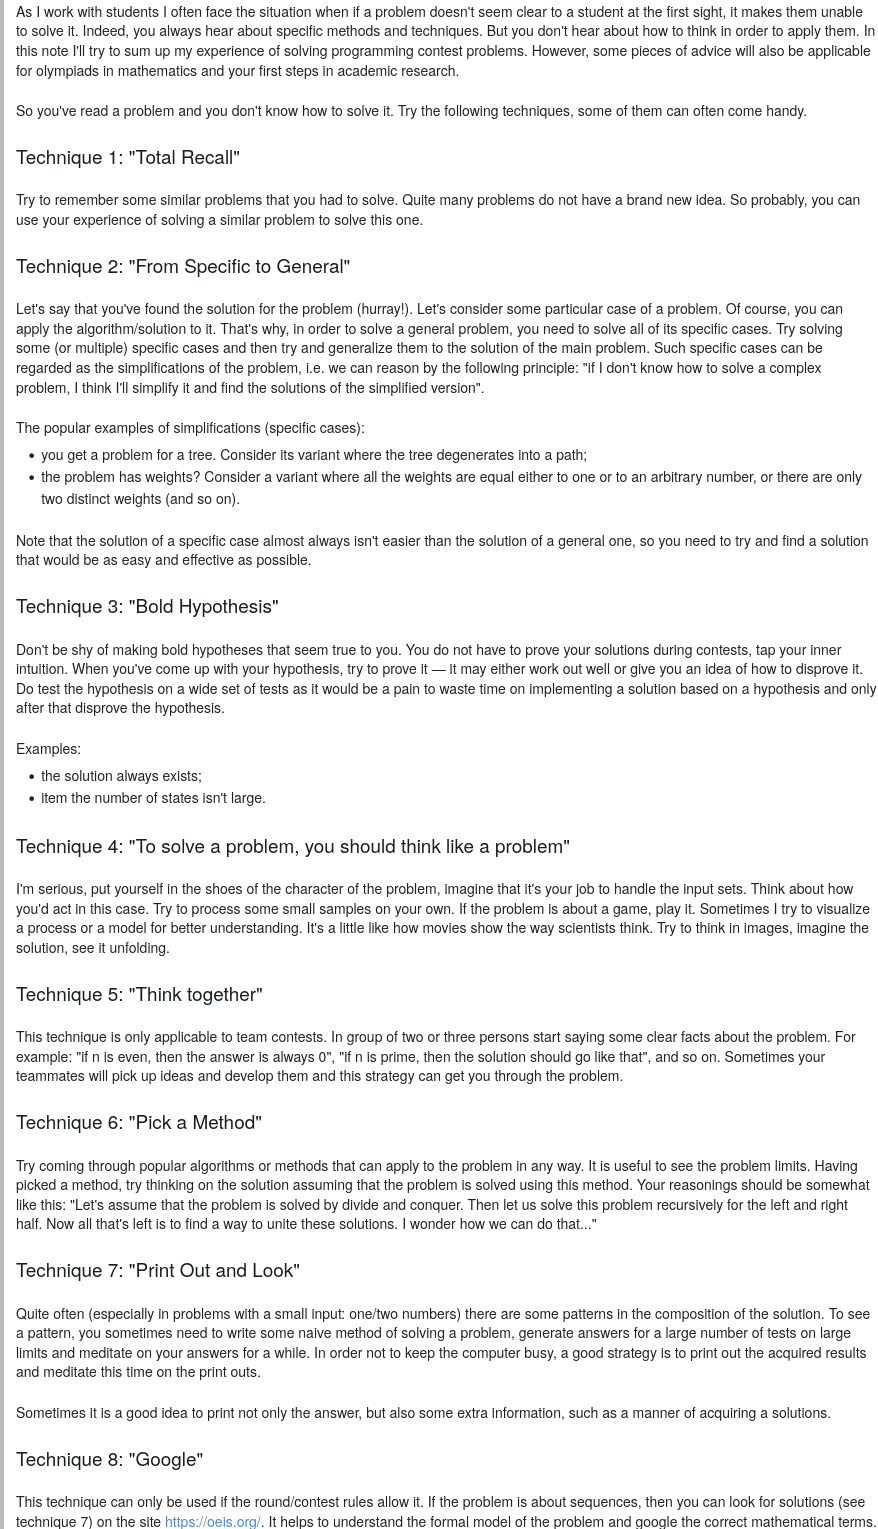 As I work with students I often face the situation when if a problem doesn't seem clear to a student at the first sight, it makes them unable
to solve it. Indeed, you always hear about specific methods and techniques. But you don't hear about how to think in order to apply them. In
this note I'll try to sum up my experience of solving programming contest problems. However, some pieces of advice will also be applicable
for olympiads in mathematics and your first steps in academic research.
So you've read a problem and you don't know how to solve it. Try the following techniques, some of them can often come handy.
Technique 1: "Total Recall"
Try to remember some similar problems that you had to solve. Quite many problems do not have a brand new idea. So probably, you can
use your experience of solving a similar problem to solve this one.
Technique 2: "From Specific to General"
Let's say that you've found the solution for the problem (hurray!). Let's consider some particular case of a problem. Of course, you can
apply the algorithm/solution to it. That's why, in order to solve a general problem, you need to solve all of its specific cases. Try solving
some (or multiple) specific cases and then try and generalize them to the solution of the main problem. Such specific cases can be
regarded as the simplifications of the problem, i.e. we can reason by the following principle: "if I don't know how to solve a complex
problem, I think I'll simplify it and find the solutions of the simplified version".
The popular examples of simplifications (specific cases):
• you get a problem for a tree. Consider its variant where the tree degenerates into a path;
• the problem has weights? Consider a variant where all the weights are equal either to one or to an arbitrary number, or there are only
two distinct weights (and so on).
Note that the solution of a specific case almost always isn't easier than the solution of a general one, so you need to try and find a solution
that would be as easy and effective as possible.
Technique 3: "Bold Hypothesis"
Don't be shy of making bold hypotheses that seem true to you. You do not have to prove your solutions during contests, tap your inner
intuition. When you've come up with your hypothesis, try to prove it — it may either work out well or give you an idea of how to disprove it.
Do test the hypothesis on a wide set of tests as it would be a pain to waste time on implementing a solution based on a hypothesis and only
after that disprove the hypothesis.
Examples:
• the solution always exists;
• item the number of states isn't large.
Technique 4: "To solve a problem, you should think like a problem"
I'm serious, put yourself in the shoes of the character of the problem, imagine that it's your job to handle the input sets. Think about how
you'd act in this case. Try to process some small samples on your own. If the problem is about a game, play it. Sometimes I try to visualize
a process or a model for better understanding. It's a little like how movies show the way scientists think. Try to think in images, imagine the
solution, see it unfolding.
Technique 5: "Think together"
This technique is only applicable to team contests. In group of two or three persons start saying some clear facts about the problem. For
example: "if n is even, then the answer is always 0", "if n is prime, then the solution should go like that", and so on. Sometimes your
teammates will pick up ideas and develop them and this strategy can get you through the problem.
Technique 6: "Pick a Method"
Try coming through popular algorithms or methods that can apply to the problem in any way. It is useful to see the problem limits. Having
picked a method, try thinking on the solution assuming that the problem is solved using this method. Your reasonings should be somewhat
like this: "Let's assume that the problem is solved by divide and conquer. Then let us solve this problem recursively for the left and right
half. Now all that's left is to find a way to unite these solutions. I wonder how we can do that..."
Technique 7: "Print Out and Look"
Quite often (especially in problems with a small input: one/two numbers) there are some patterns in the composition of the solution. To see
a pattern, you sometimes need to write some naive method of solving a problem, generate answers for a large number of tests on large
limits and meditate on your answers for a while. In order not to keep the computer busy, a good strategy is to print out the acquired results
and meditate this time on the print outs.
Sometimes it is a good idea to print not only the answer, but also some extra information, such as a manner of acquiring a solutions.
Technique 8: "Google"
This technique can only be used if the round/contest rules allow it. If the problem is about sequences, then you can look for solutions (see
technique 7) on the site https://oeis.org/. It helps to understand the formal model of the problem and google the correct mathematical terms.